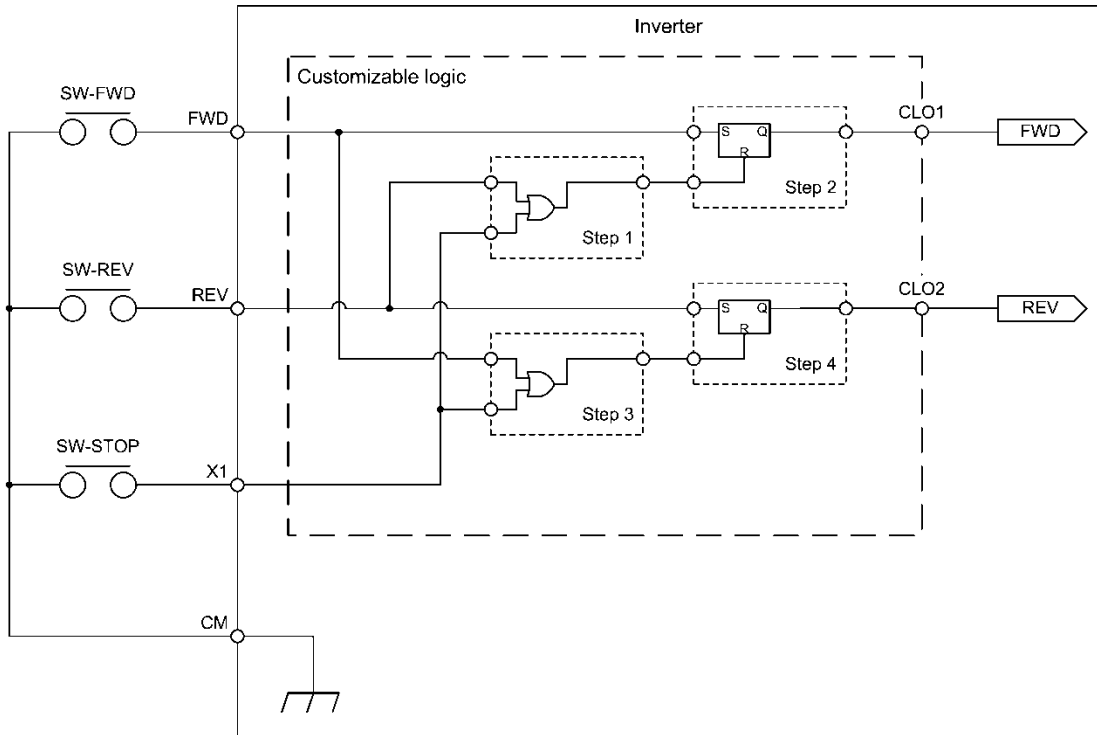 Inverter
Customizable logic
SW-FWD
FWD
CLO1
FWD
S Q
R
Step 2
Step 1
SW-REV
REV
CLO2
REV
S Q
R
Step 4
Step 3
SW-STOP
X1
CM